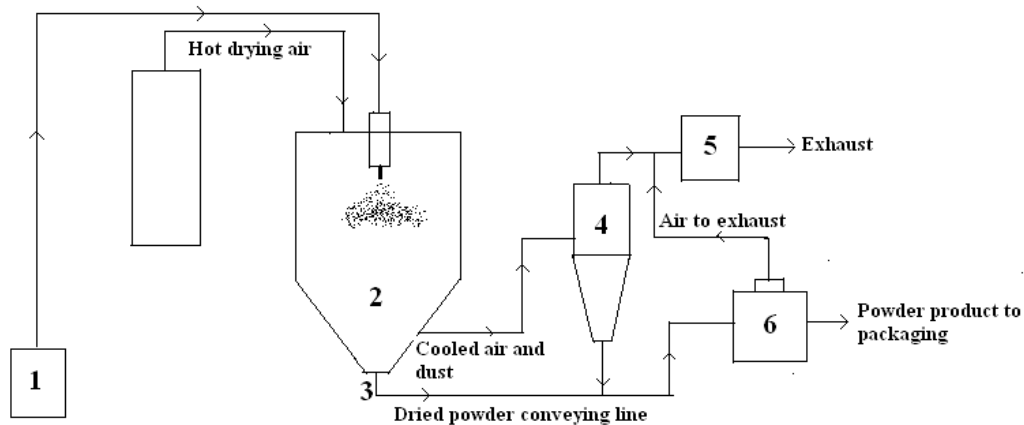 Hot drying air
5
Exhaust
4
Air to exhaust
2
6
Powder product to
packaging
1
Cooled air and
dust
3
Dried powder conveying line